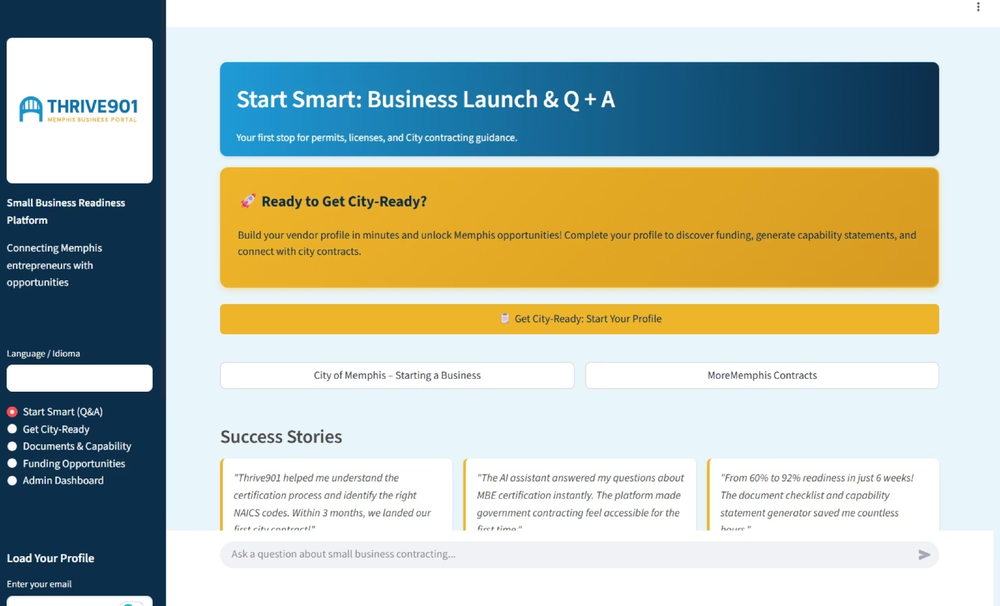 THRIVE901
MEMPHIS BUSINESS PORTAL
Small Business Readiness
Platform
Connecting Memphis
entrepreneurs with
opportunities
Language / Idioma
Start Smart (Q&A)
Get City-Ready
Documents & Capability
Funding Opportunities
Admin Dashboard
Load Your Profile
Enter your email
Start Smart: Business Launch & Q + A
Your first stop for permits, licenses, and City contracting guidance.
🚀 Ready to Get City-Ready?
Build your vendor profile in minutes and unlock Memphis opportunities! Complete your profile to discover funding, generate capability statements, and
connect with city contracts.
📋 Get City-Ready: Start Your Profile
City of Memphis – Starting a Business
MoreMemphis Contracts
Success Stories
"Thrive901 helped me understand the
certification process and identify the right
NAICS codes. Within 3 months, we landed our
first city contract!"
"The AI assistant answered my questions about
MBE certification instantly. The platform made
government contracting feel accessible for the
first time."
"From 60% to 92% readiness in just 6 weeks!
The document checklist and capability
statement generator saved me countless
hours."
Ask a question about small business contracting...